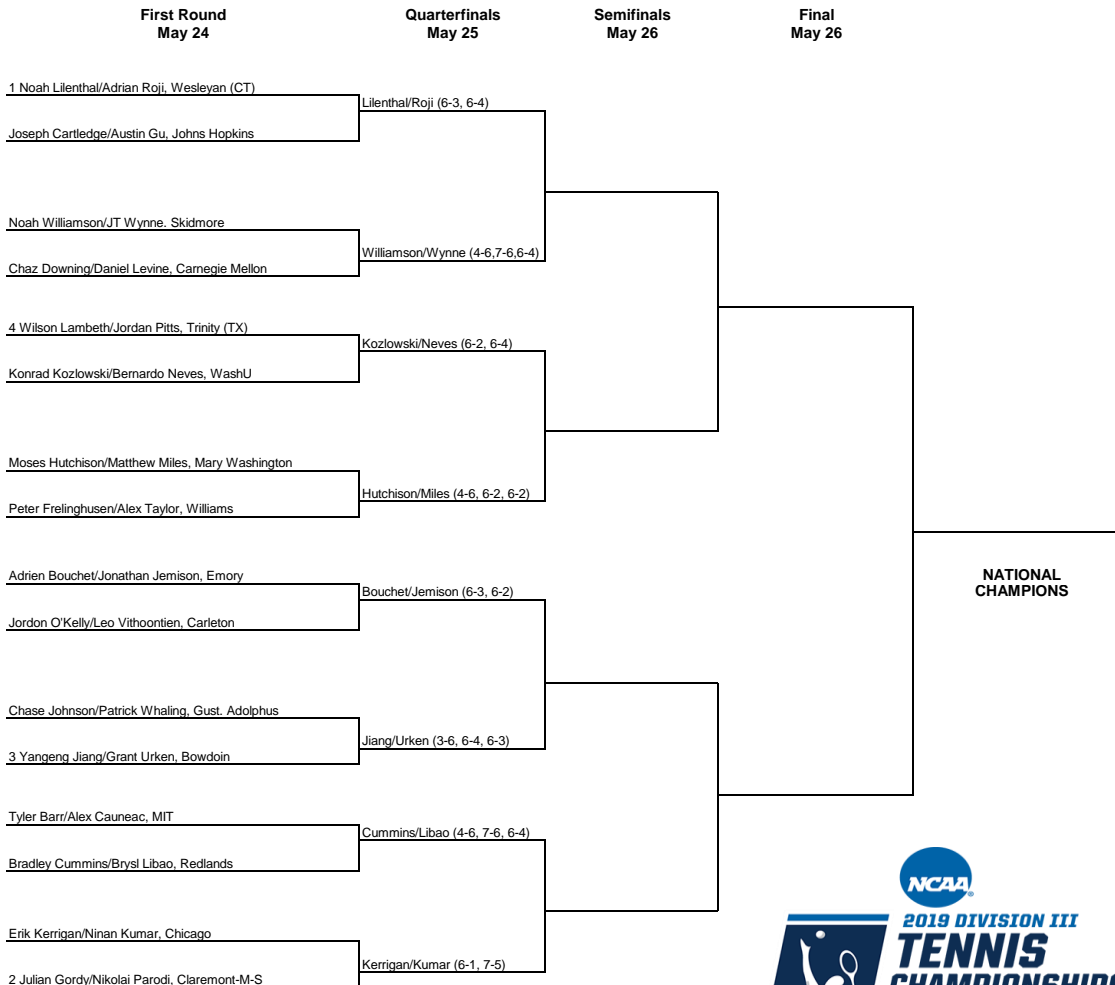 First Round
May 24
Quarterfinals
May 25
Semifinals
May 26
Final
May 26
1 Noah Lilenthal/Adrian Roji, Wesleyan (CT)
Lilenthal/Roji (6-3, 6-4)
Joseph Cartledge/Austin Gu, Johns Hopkins
Noah Williamson/JT Wynne. Skidmore
Williamson/Wynne (4-6,7-6,6-4)
Chaz Downing/Daniel Levine, Carnegie Mellon
4 Wilson Lambeth/Jordan Pitts, Trinity (TX)
Kozlowski/Neves (6-2, 6-4)
Konrad Kozlowski/Bernardo Neves, WashU
Moses Hutchison/Matthew Miles, Mary Washington
Hutchison/Miles (4-6, 6-2, 6-2)
Peter Frelinghusen/Alex Taylor, Williams
Adrien Bouchet/Jonathan Jemison, Emory
Bouchet/Jemison (6-3, 6-2)
Jordon O'Kelly/Leo Vithoontien, Carleton
NATIONAL
CHAMPIONS
Chase Johnson/Patrick Whaling, Gust. Adolphus
Jiang/Urken (3-6, 6-4, 6-3)
3 Yangeng Jiang/Grant Urken, Bowdoin
Tyler Barr/Alex Cauneac, MIT
Cummins/Libao (4-6, 7-6, 6-4)
Bradley Cummins/Brysl Libao, Redlands
Erik Kerrigan/Ninan Kumar, Chicago
Kerrigan/Kumar (6-1, 7-5)
2 Julian Gordy/Nikolai Parodi, Claremont-M-S
NCAA
2019 DIVISION III
TENNIS
CHAMPIONSHIPS